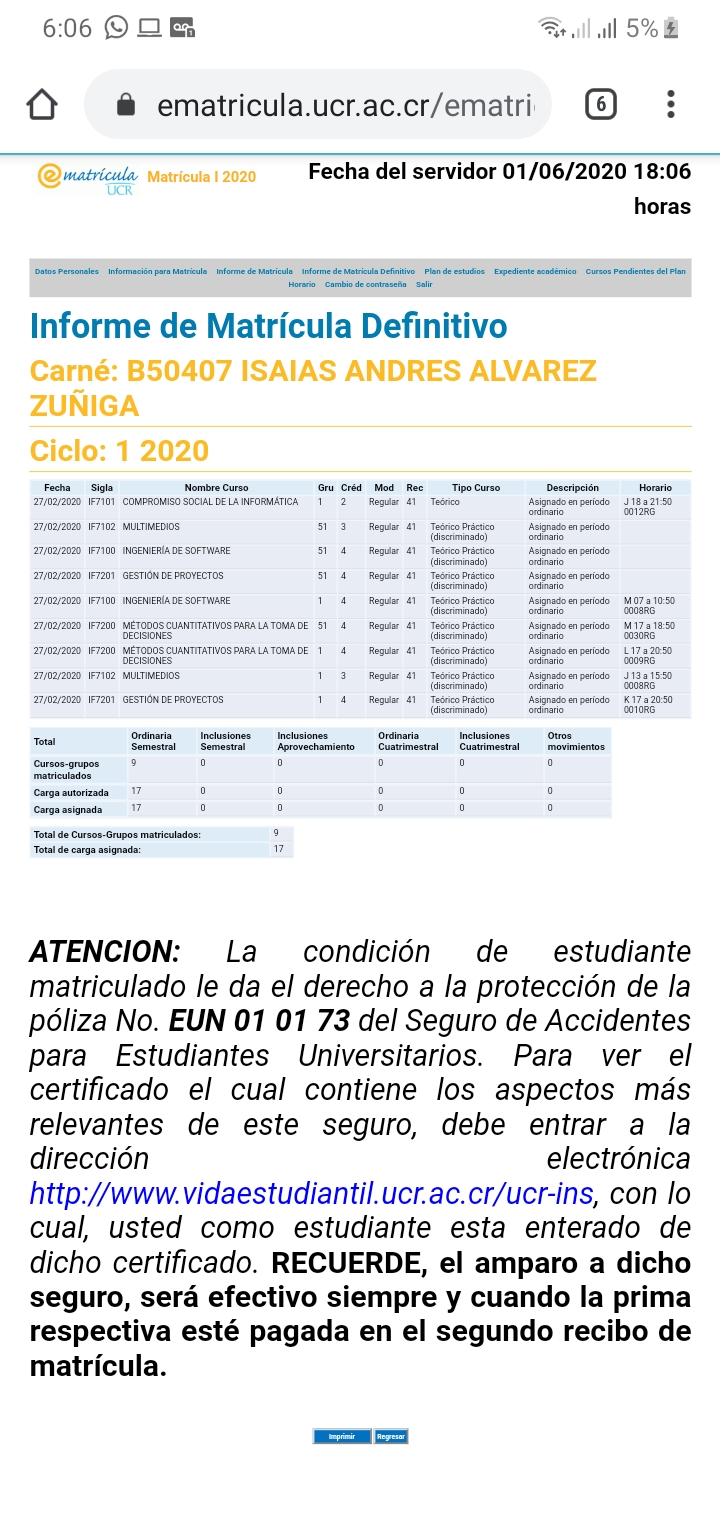 6:06 5%
ematricula.ucr.ac.cr/ematri 6
ematrícula UCR Matrícula I 2020 Fecha del servidor 01/06/2020 18:06
horas
Datos Personales Información para Matrícula Informe de Matrícula Informe de Matrícula Definitivo Plan de estudios Expediente académico Cursos Pendientes del Plan
Horario Cambio de contraseña Salir
Informe de Matrícula Definitivo
Carné: B50407 ISAIAS ANDRES ALVAREZ
ZUÑIGA
Ciclo: 1 2020
Fecha Sigla Nombre Curso Gru Créd Mod Rec Tipo Curso Descripción Horario
27/02/2020 IF7101 COMPROMISO SOCIAL DE LA INFORMÁTICA 1 2 Regular 41 Teórico Asignado en período J 18 a 21:50
ordinario 0012RG
27/02/2020 IF7102 MULTIMEDIOS 51 3 Regular 41 Teórico Práctico Asignado en período
(discriminado) ordinario
27/02/2020 IF7100 INGENIERÍA DE SOFTWARE 51 4 Regular 41 Teórico Práctico Asignado en período
(discriminado) ordinario
27/02/2020 IF7201 GESTIÓN DE PROYECTOS 51 4 Regular 41 Teórico Práctico Asignado en período
(discriminado) ordinario
27/02/2020 IF7100 INGENIERÍA DE SOFTWARE 1 4 Regular 41 Teórico Práctico Asignado en período M 07 a 10:50
(discriminado) ordinario 0008RG
27/02/2020 IF7200 MÉTODOS CUANTITATIVOS PARA LA TOMA DE 51 4 Regular 41 Teórico Práctico Asignado en período M 17 a 18:50
DECISIONES (discriminado) ordinario 0030RG
27/02/2020 IF7200 MÉTODOS CUANTITATIVOS PARA LA TOMA DE 1 4 Regular 41 Teórico Práctico Asignado en período L 17 a 20:50
DECISIONES (discriminado) ordinario 0009RG
27/02/2020 IF7102 MULTIMEDIOS 1 3 Regular 41 Teórico Práctico Asignado en período J 13 a 15:50
(discriminado) ordinario 0008RG
27/02/2020 IF7201 GESTIÓN DE PROYECTOS 1 4 Regular 41 Teórico Práctico Asignado en período K 17 a 20:50
(discriminado) ordinario 0010RG
Total Ordinaria Inclusiones Inclusiones Ordinaria Inclusiones Otros
Semestral Semestral Aprovechamiento Cuatrimestral Cuatrimestral movimientos
Cursos-grupos 9 0 0 0 0 0
matriculados
Carga autorizada 17 0 0 0 0 0
Carga asignada 17 0 0 0 0 0
Total de Cursos-Grupos matriculados: 9
Total de carga asignada: 17
ATENCION: La condición de estudiante
matriculado le da el derecho a la protección de la
póliza No. EUN 01 01 73 del Seguro de Accidentes
para Estudiantes Universitarios. Para ver el
certificado el cual contiene los aspectos más
relevantes de este seguro, debe entrar a la
dirección electrónica
http://www.vidaestudiantil.ucr.ac.cr/ucr-ins, con lo
cual, usted como estudiante esta enterado de
dicho certificado. RECUERDE, el amparo a dicho
seguro, será efectivo siempre y cuando la prima
respectiva esté pagada en el segundo recibo de
matrícula.
Imprimir Regresar